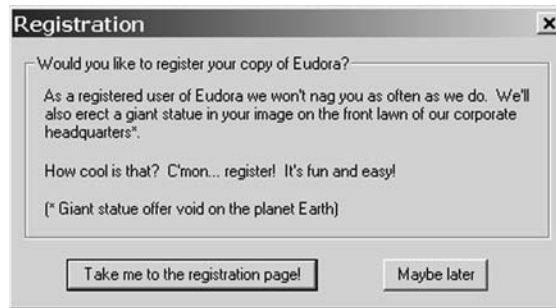 Registration
Would you like to register your copy of Eudora?
As a registered user of Eudora we won't nag you as often as we do. We'll
also erect a giant statue in your image on the front lawn of our corporate
headquarters*.
How cool is that? C'mon... register! It's fun and easy!
(* Giant statue offer void on the planet Earth)
Take me to the registration page!
Maybe later